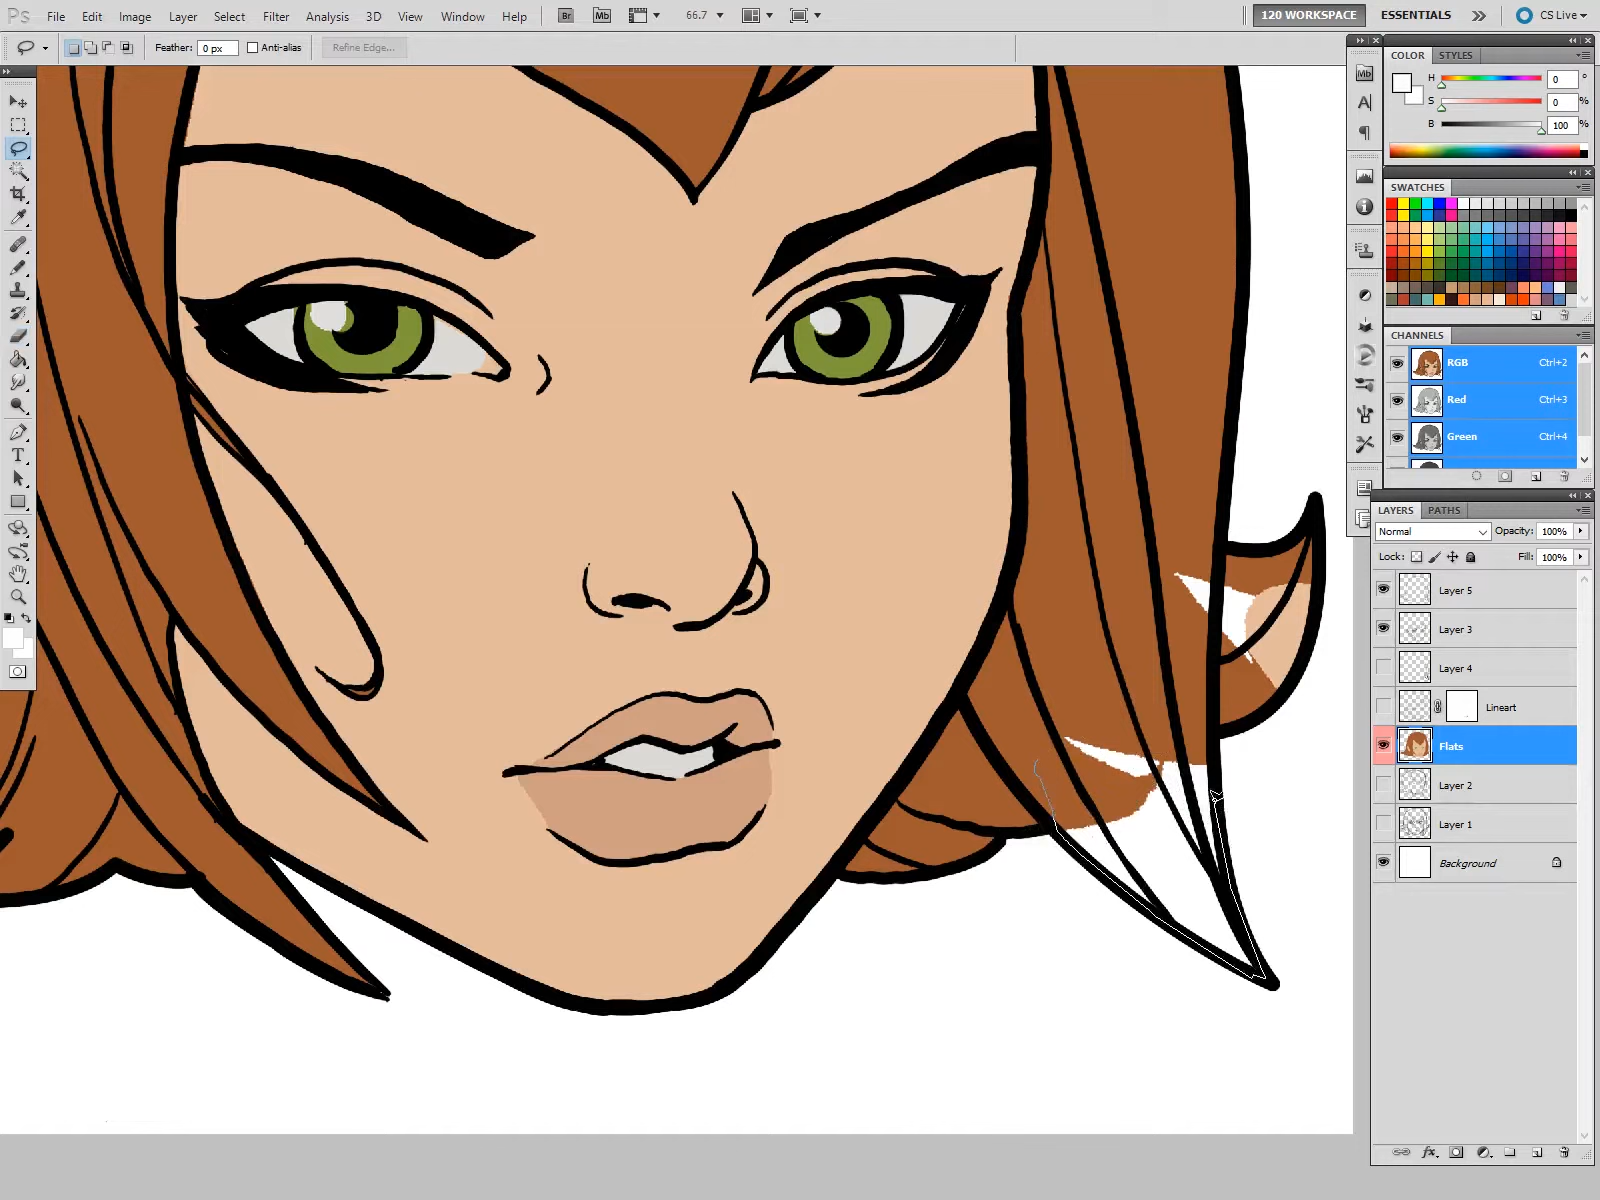 Ps File Edit Image Layer Select Filter Analysis 3D View Window Help Br Mb 66.7 120 WORKSPACE ESSENTIALS CS Live
Feather: 0 px Anti-alias Refine Edge...
COLOR STYLES
H 0 °
S 0 %
B 100 %
SWATCHES
CHANNELS
RGB Ctrl+2
Red Ctrl+3
Green Ctrl+4
LAYERS PATHS
Normal Opacity: 100%
Lock: Fill: 100%
Layer 5
Layer 3
Layer 4
Lineart
Flats
Layer 2
Layer 1
Background